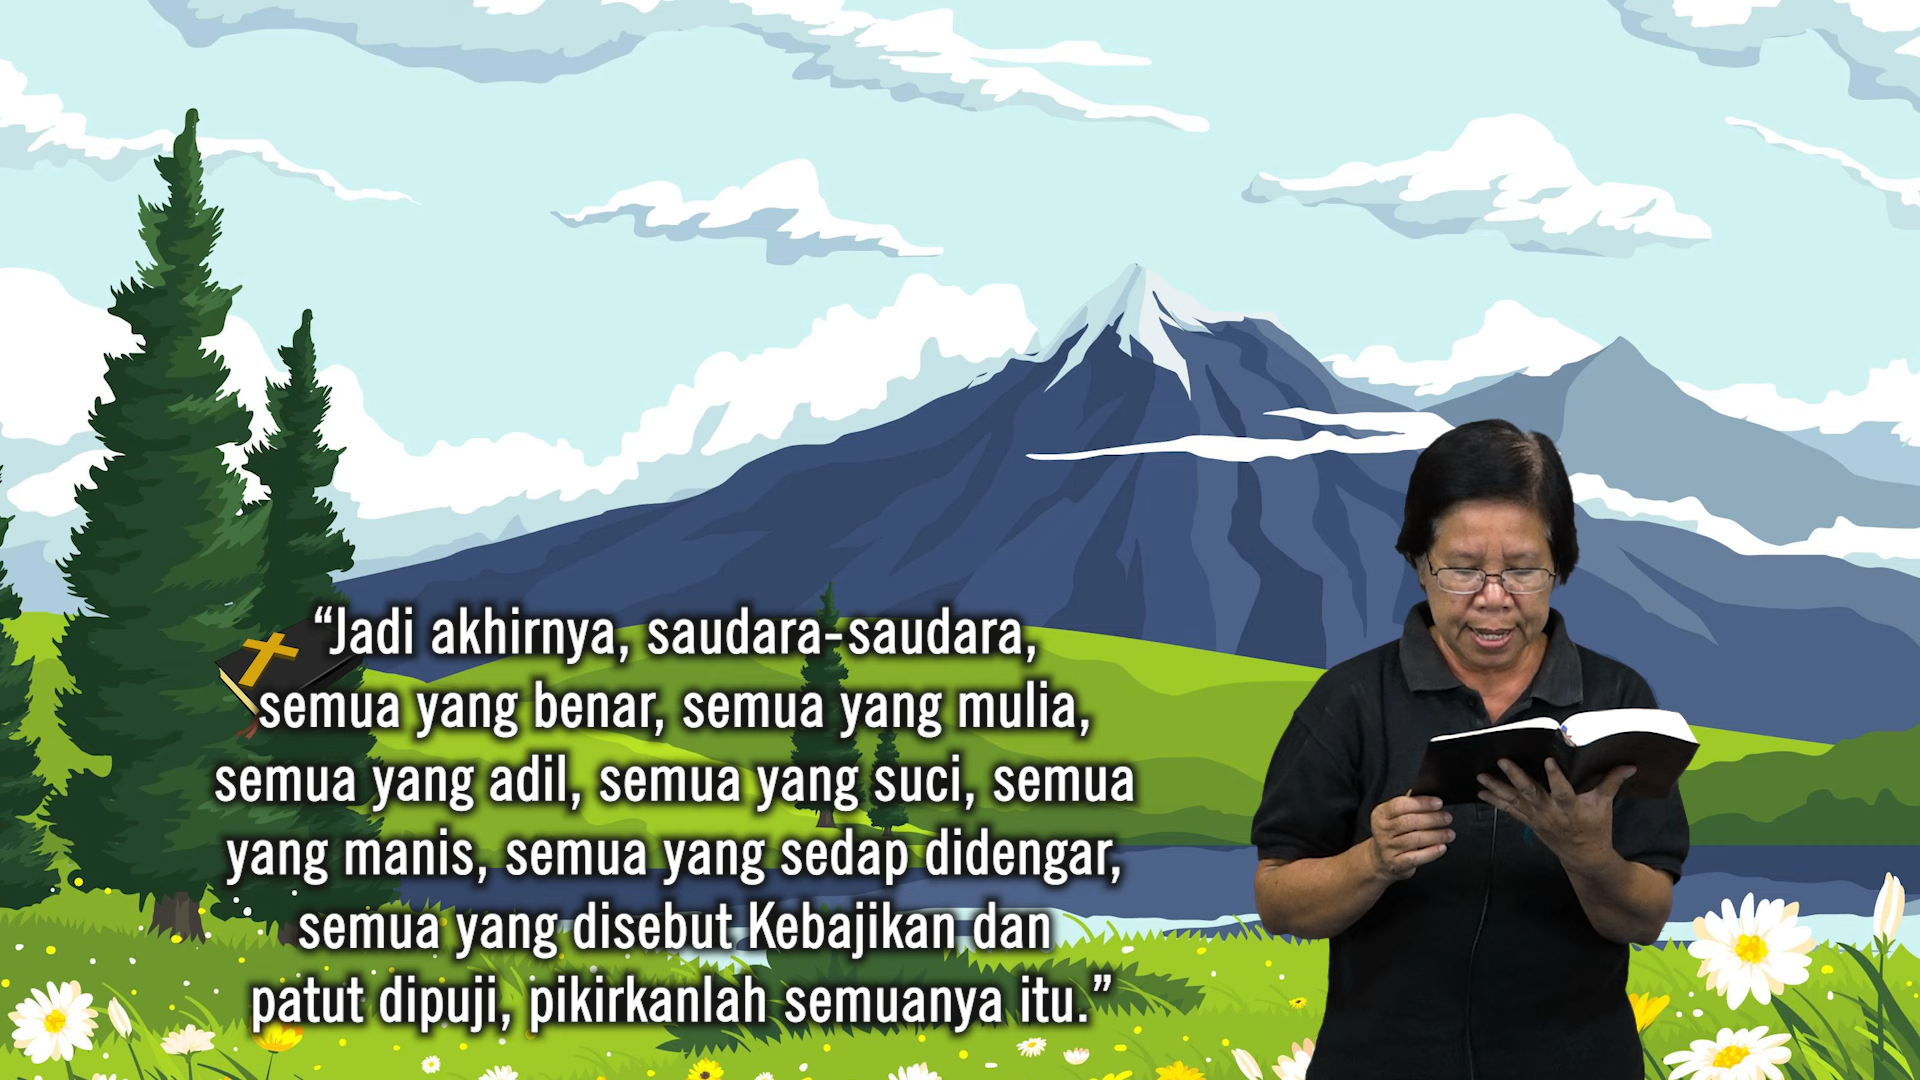 “Jadi akhirnya, saudara-saudara,
semua yang benar, semua yang mulia,
semua yang adil, semua yang suci, semua
yang manis, semua yang sedap didengar,
semua yang disebut Kebajikan dan
patut dipuji, pikirkanlah semuanya itu.”